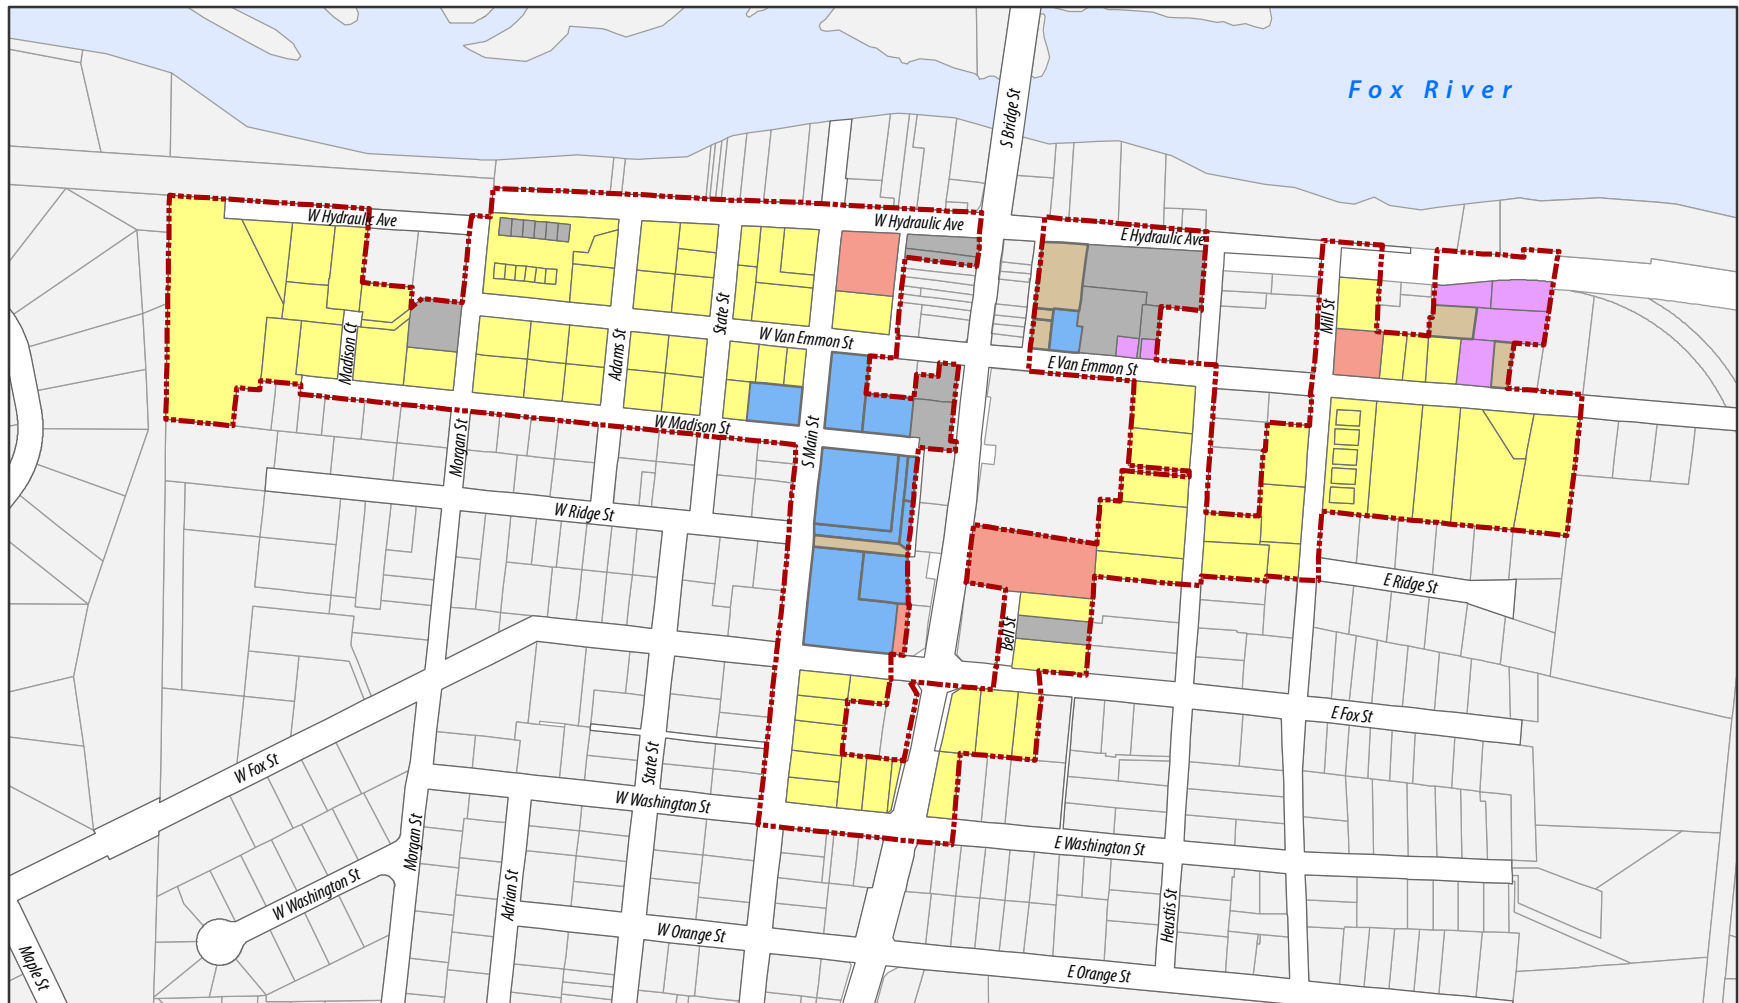 Fox River
S Bridge St
W Hydraulic Ave
W Hydraulic Ave
E Hydraulic Ave
State St
Mill St
W Van Emmon St
Adams St
Madison Ct
E Van Emmon St
W Madison St
S Main St
Morgan St
W Ridge St
E Ridge St
Bell St
E Fox St
State St
W Fox St
W Washington St
Morgan St
E Washington St
W Washington St
Adrian St
Heustis St
W Orange St
E Orange St
Maple St